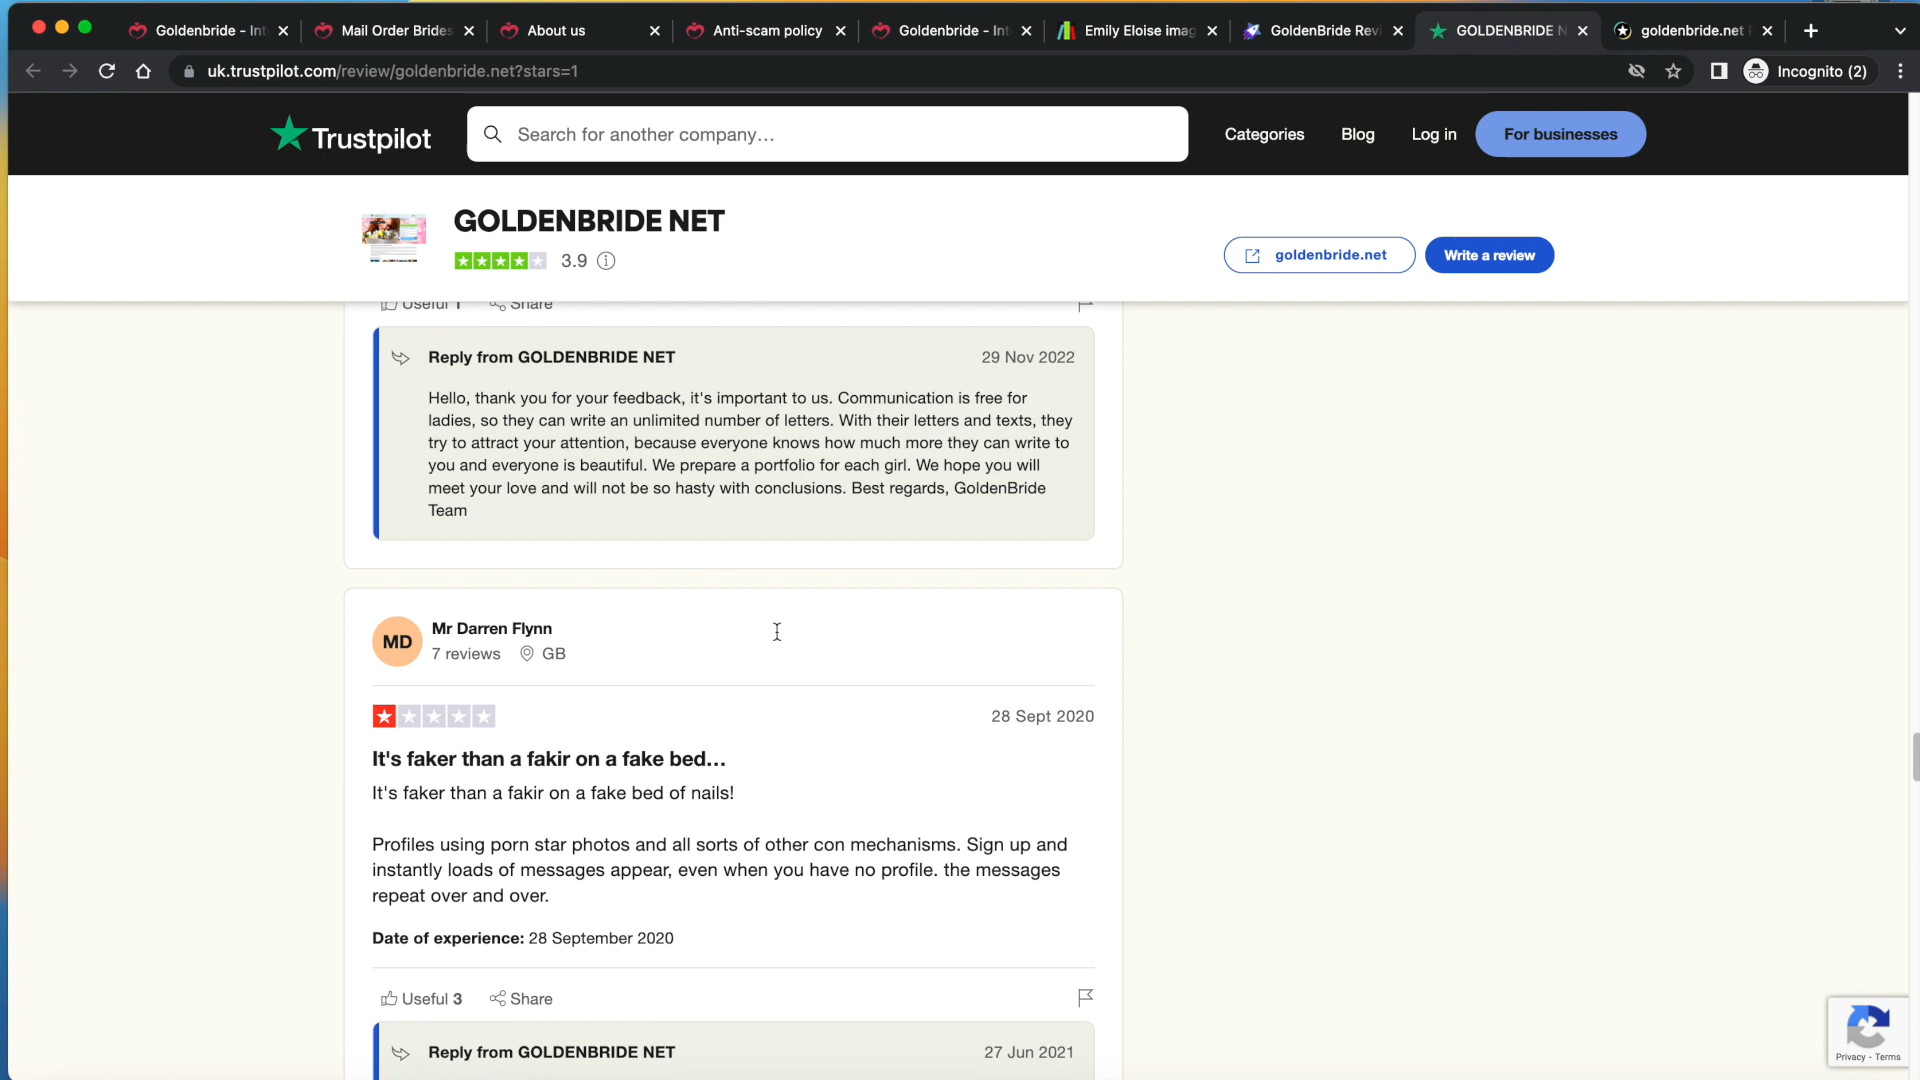 Goldenbride - Int
Mail Order Brides
About us
Anti-scam policy
Goldenbride - Int
Emily Eloise imag
GoldenBride Revi
GOLDENBRIDE N
goldenbride.net
uk.trustpilot.com/review/goldenbride.net?stars=1
Incognito (2)
Trustpilot
Search for another company…
Categories
Blog
Log in
For businesses
GOLDENBRIDE NET
3.9
goldenbride.net
Write a review
Useful 1
Share
Reply from GOLDENBRIDE NET
29 Nov 2022
Hello, thank you for your feedback, it's important to us. Communication is free for
ladies, so they can write an unlimited number of letters. With their letters and texts, they
try to attract your attention, because everyone knows how much more they can write to
you and everyone is beautiful. We prepare a portfolio for each girl. We hope you will
meet your love and will not be so hasty with conclusions. Best regards, GoldenBride
Team
MD
Mr Darren Flynn
7 reviews
GB
28 Sept 2020
It's faker than a fakir on a fake bed…
It's faker than a fakir on a fake bed of nails!
Profiles using porn star photos and all sorts of other con mechanisms. Sign up and
instantly loads of messages appear, even when you have no profile. the messages
repeat over and over.
Date of experience: 28 September 2020
Useful 3
Share
Reply from GOLDENBRIDE NET
27 Jun 2021
Privacy - Terms